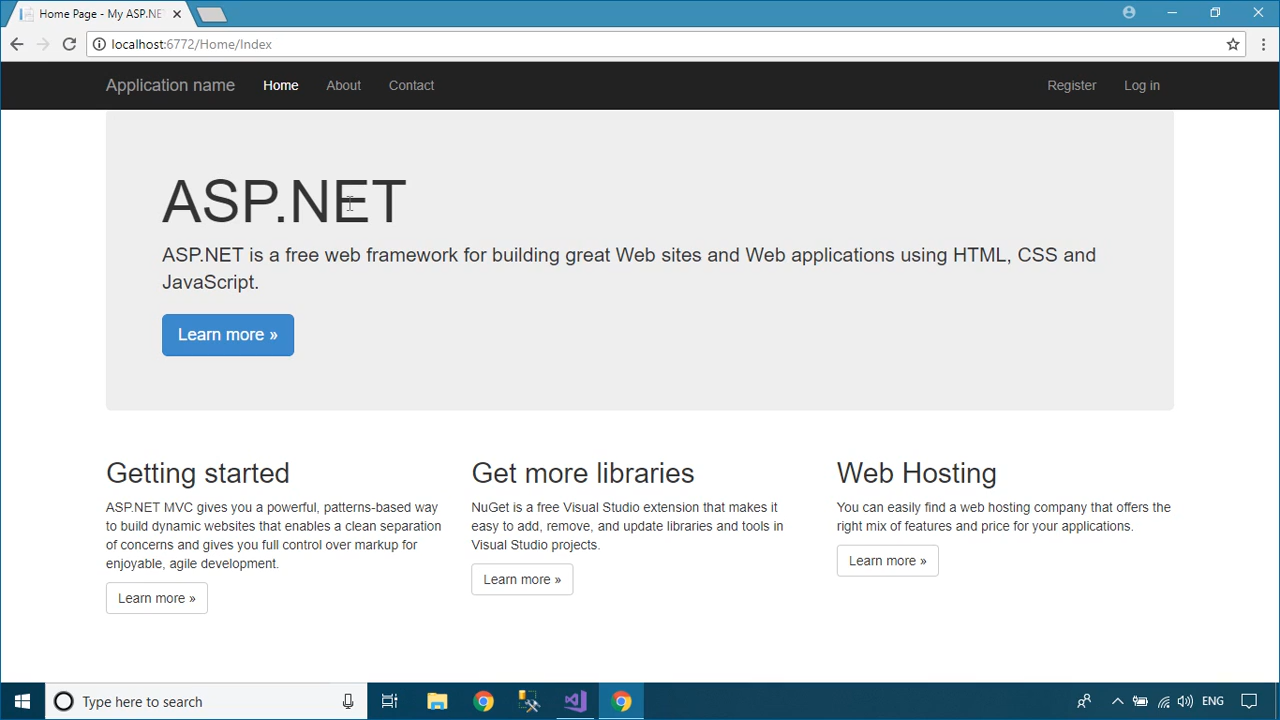 Home Page - My ASP.NE
localhost:6772/Home/Index
Application name Home About Contact Register Log in
ASP.NET
ASP.NET is a free web framework for building great Web sites and Web applications using HTML, CSS and
JavaScript.
Learn more »
Getting started
ASP.NET MVC gives you a powerful, patterns-based way
to build dynamic websites that enables a clean separation
of concerns and gives you full control over markup for
enjoyable, agile development.
Learn more »
Get more libraries
NuGet is a free Visual Studio extension that makes it
easy to add, remove, and update libraries and tools in
Visual Studio projects.
Learn more »
Web Hosting
You can easily find a web hosting company that offers the
right mix of features and price for your applications.
Learn more »
Type here to search
ENG